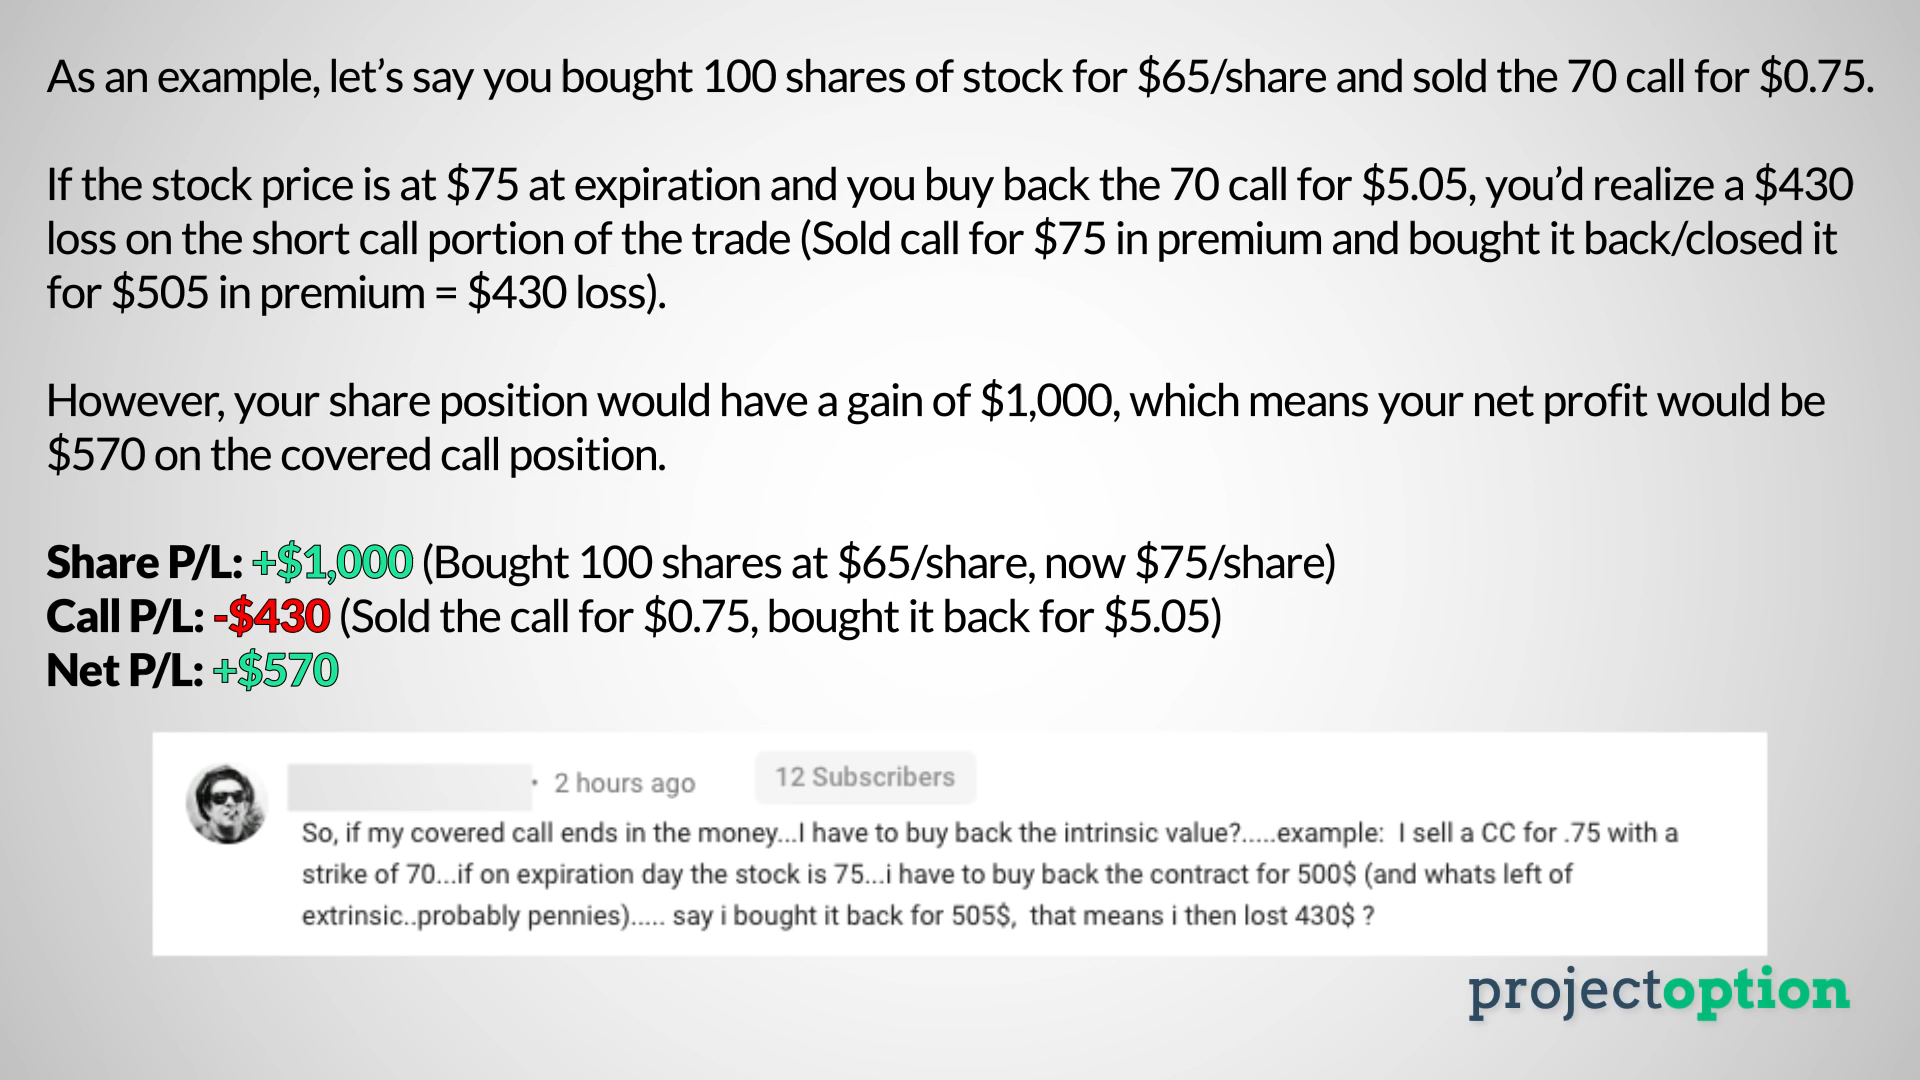 As an example, let’s say you bought 100 shares of stock for $65/share and sold the 70 call for $0.75.
If the stock price is at $75 at expiration and you buy back the 70 call for $5.05, you’d realize a $430
loss on the short call portion of the trade (Sold call for $75 in premium and bought it back/closed it
for $505 in premium = $430 loss).
However, your share position would have a gain of $1,000, which means your net profit would be
$570 on the covered call position.
Share P/L: +$1,000 (Bought 100 shares at $65/share, now $75/share)
Call P/L: -$430 (Sold the call for $0.75, bought it back for $5.05)
Net P/L: +$570
• 2 hours ago 12 Subscribers
So, if my covered call ends in the money...I have to buy back the intrinsic value?.....example: I sell a CC for .75 with a
strike of 70...if on expiration day the stock is 75...i have to buy back the contract for 500$ (and whats left of
extrinsic..probably pennies)..... say i bought it back for 505$, that means i then lost 430$ ?
projectoption